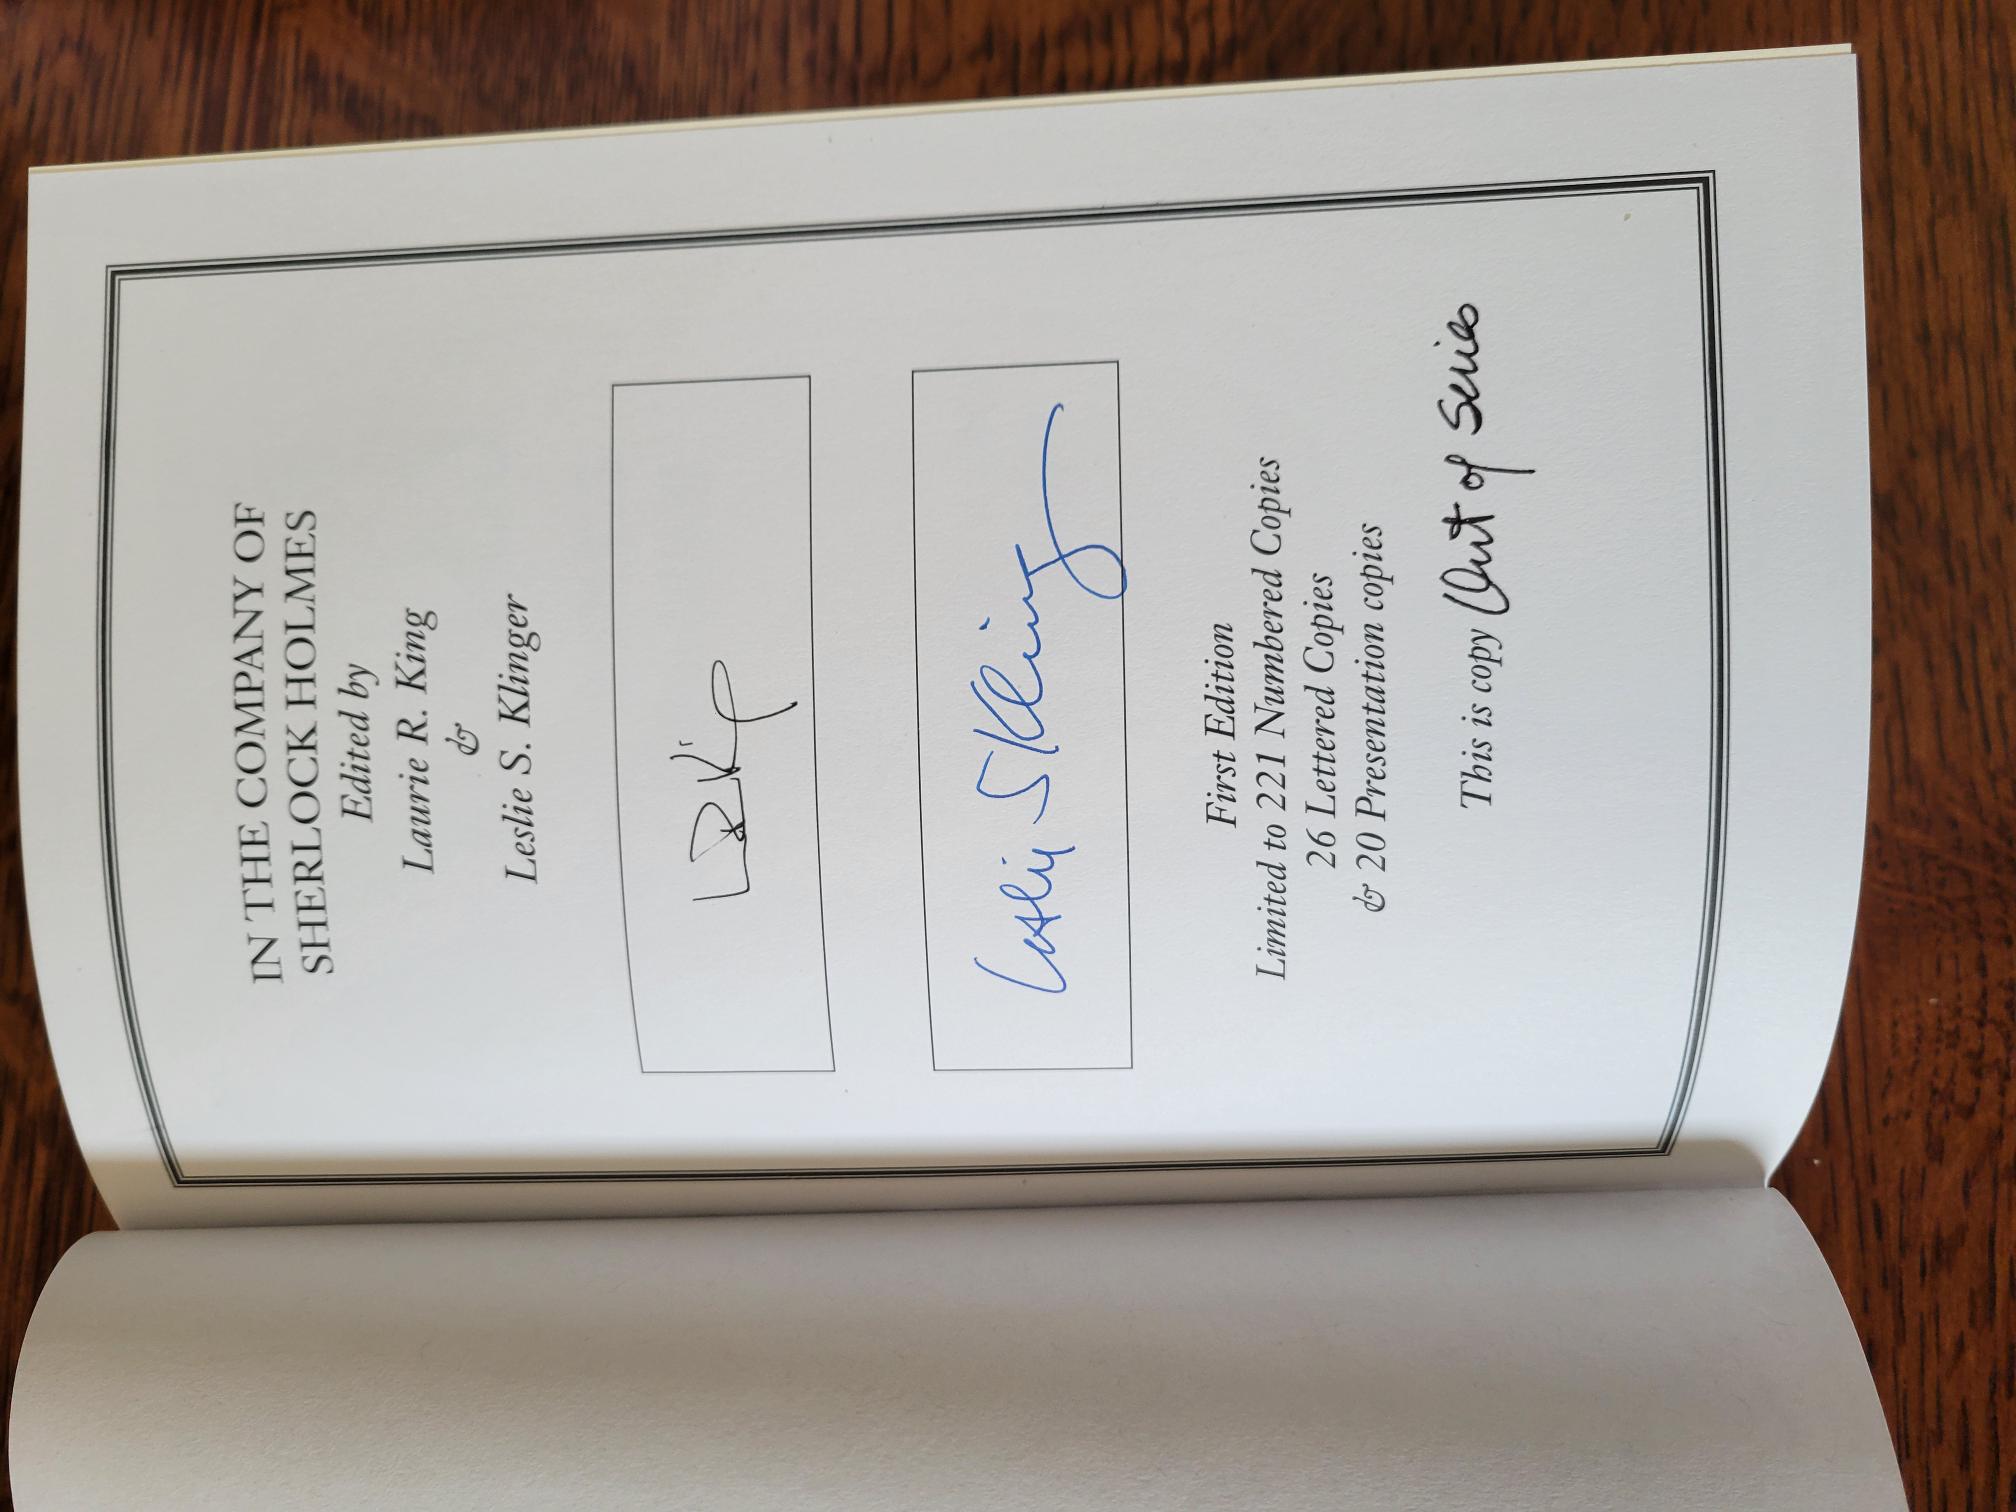 IN THE COMPANY OF
SHERLOCK HOLMES
Edited by
Laurie R. King
&
Leslie S. Klinger
LRKing
Leslie S Klinger
First Edition
Limited to 221 Numbered Copies
26 Lettered Copies
& 20 Presentation copies
This is copy Out of Series